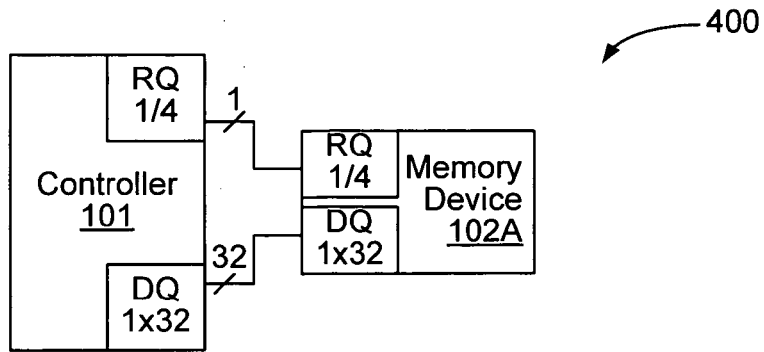 400
RQ
1/4
1
Controller
101
32
DQ
1x32
RQ
1/4
DQ
1x32
Memory
Device
102A